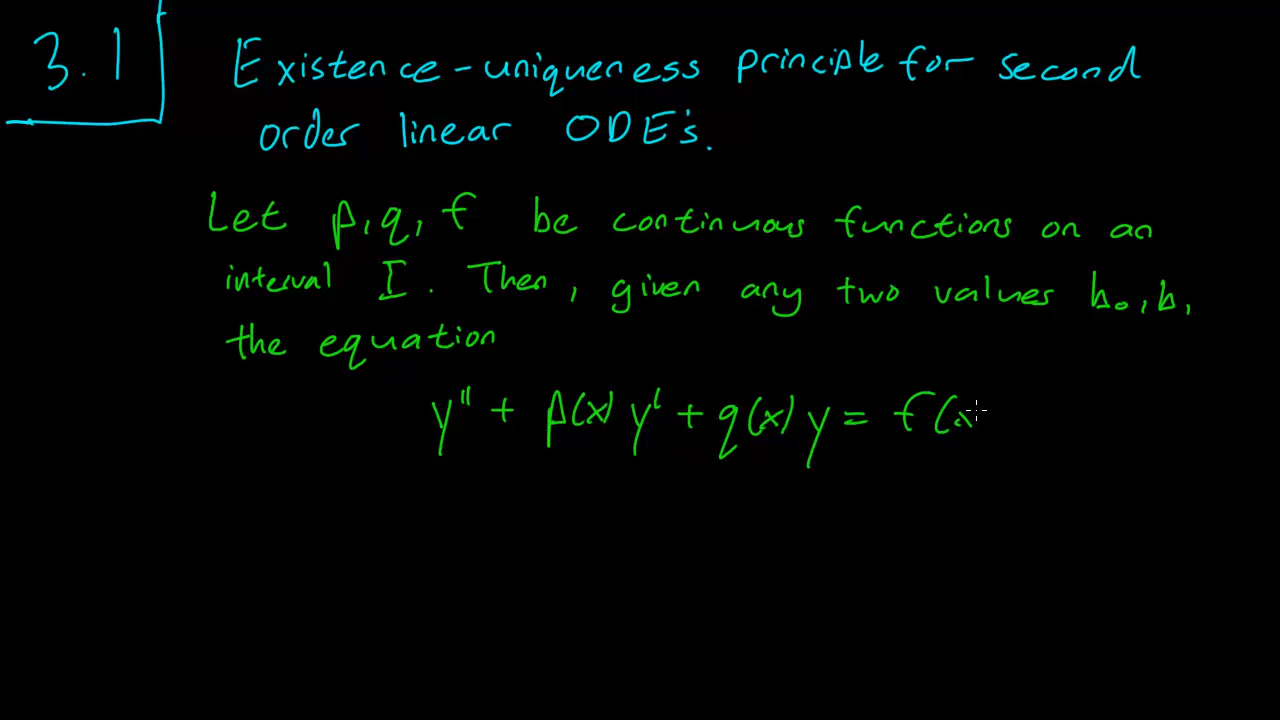 3.1
Existence-uniqueness principle for second
order linear ODE's.
Let p, q, f be continuous functions on an
interval I. Then, given any two values b₀, b,
the equation
y" + p(x) y' + q(x) y = f(x